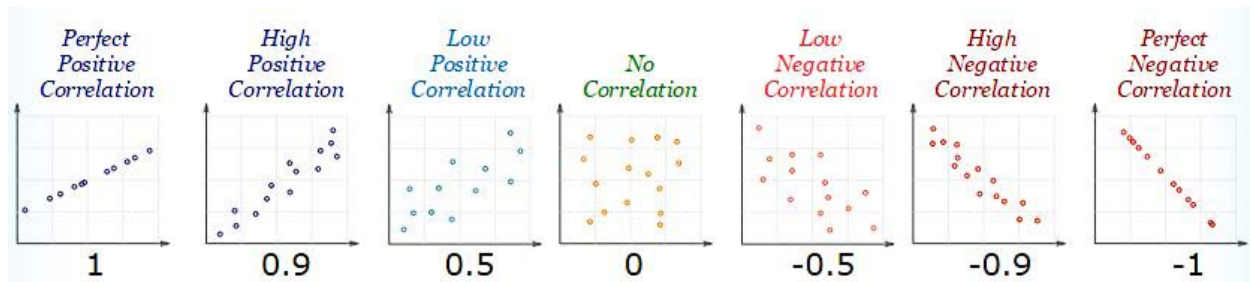 Perfect
Positive
Correlation
High
Positive
Correlation
Low
Positive
Correlation
No
Correlation
Low
Negative
Correlation
High
Negative
Correlation
Perfect
Negative
Correlation
1
0.9
0.5
0
-0.5
-0.9
-1